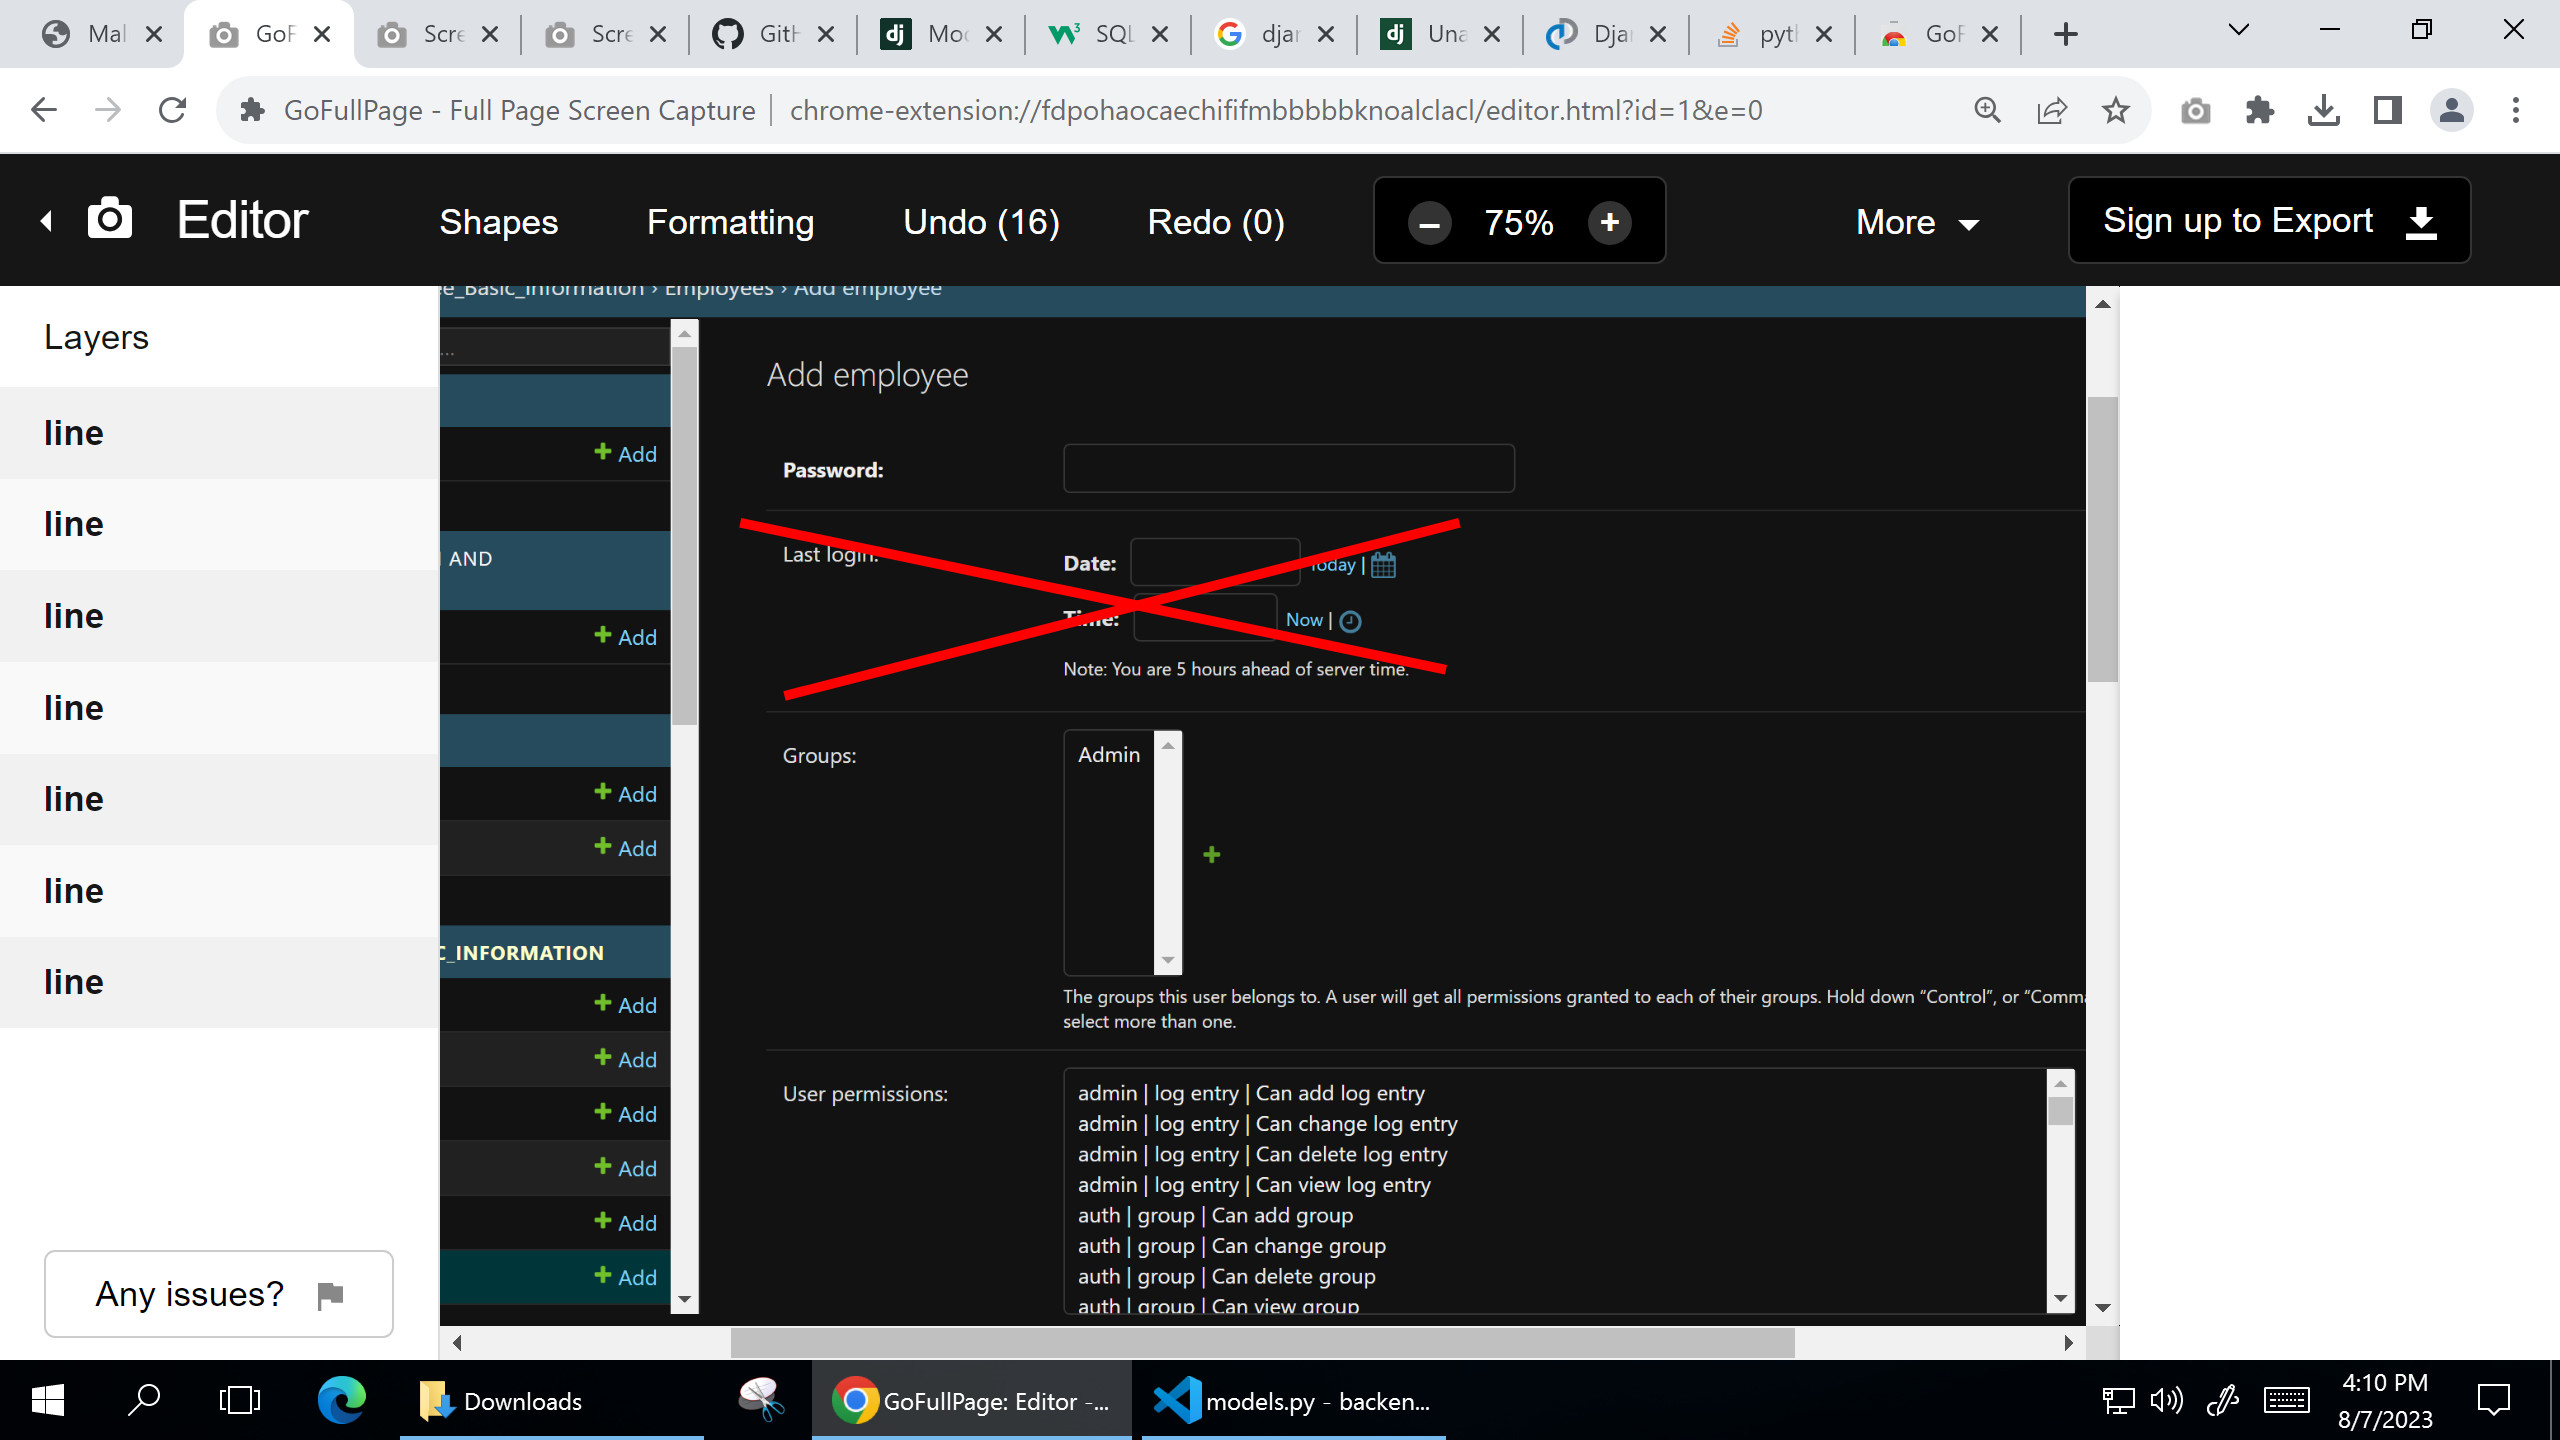 Mal
GoF
Scre
Scre
GitH
Moc
SQL
djan
Una
Djan
pyth
GoF
GoFullPage - Full Page Screen Capture
chrome-extension://fdpohaocaechififmbbbbbknoalclacl/editor.html?id=1&e=0
Editor
Shapes
Formatting
Undo (16)
Redo (0)
75%
More
Sign up to Export
Layers
line
line
line
line
line
line
line
Any issues?
e_Basic_Information › Employees › Add employee
...
Add
AND
Add
Add
Add
C_INFORMATION
Add
Add
Add
Add
Add
Add
Add employee
Password:
Last login:
Date:
Today |
Time:
Now |
Note: You are 5 hours ahead of server time.
Groups:
Admin
The groups this user belongs to. A user will get all permissions granted to each of their groups. Hold down “Control”, or “Comma
select more than one.
User permissions:
admin | log entry | Can add log entry
admin | log entry | Can change log entry
admin | log entry | Can delete log entry
admin | log entry | Can view log entry
auth | group | Can add group
auth | group | Can change group
auth | group | Can delete group
auth | group | Can view group
Downloads
GoFullPage: Editor -...
models.py - backen...
4:10 PM
8/7/2023